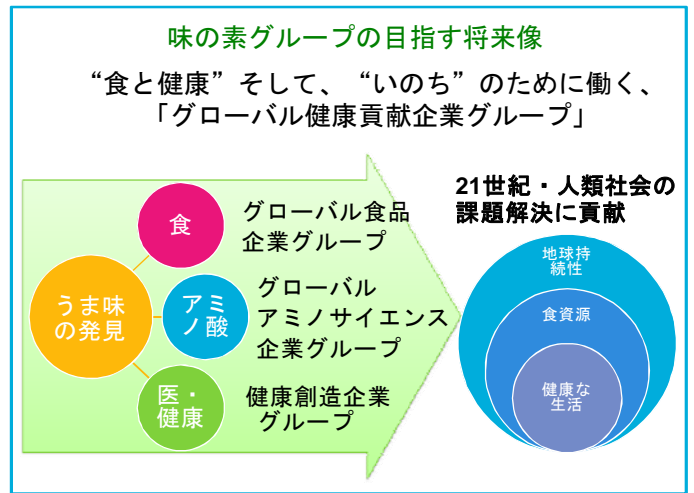 味の素グループの目指す将来像
“食と健康”そして、“いのち”のために働く、
「グローバル健康貢献企業グループ」
うま味
の発見
食
グローバル食品
企業グループ
アミ
ノ酸
グローバル
アミノサイエンス
企業グループ
医・
健康
健康創造企業
グループ
21世紀・人類社会の
課題解決に貢献
地球持
続性
食資源
健康な
生活